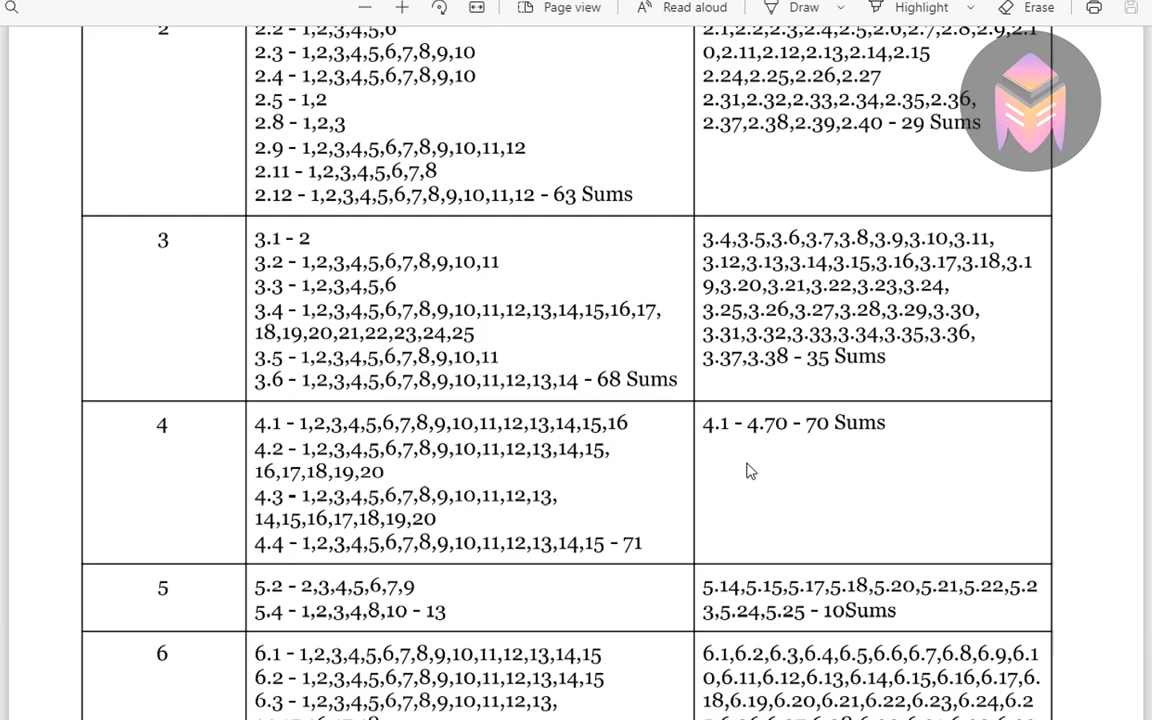 Page view
Read aloud
Draw
Highlight
Erase
2
2.2 - 1,2,3,4,5,6
2.3 - 1,2,3,4,5,6,7,8,9,10
2.4 - 1,2,3,4,5,6,7,8,9,10
2.5 - 1,2
2.8 - 1,2,3
2.9 - 1,2,3,4,5,6,7,8,9,10,11,12
2.11 - 1,2,3,4,5,6,7,8
2.12 - 1,2,3,4,5,6,7,8,9,10,11,12 - 63 Sums
2.1,2.2,2.3,2.4,2.5,2.6,2.7,2.8,2.9,2.1
0,2.11,2.12,2.13,2.14,2.15
2.24,2.25,2.26,2.27
2.31,2.32,2.33,2.34,2.35,2.36,
2.37,2.38,2.39,2.40 - 29 Sums
3
3.1 - 2
3.2 - 1,2,3,4,5,6,7,8,9,10,11
3.3 - 1,2,3,4,5,6
3.4 - 1,2,3,4,5,6,7,8,9,10,11,12,13,14,15,16,17,
18,19,20,21,22,23,24,25
3.5 - 1,2,3,4,5,6,7,8,9,10,11
3.6 - 1,2,3,4,5,6,7,8,9,10,11,12,13,14 - 68 Sums
3.4,3.5,3.6,3.7,3.8,3.9,3.10,3.11,
3.12,3.13,3.14,3.15,3.16,3.17,3.18,3.1
9,3.20,3.21,3.22,3.23,3.24,
3.25,3.26,3.27,3.28,3.29,3.30,
3.31,3.32,3.33,3.34,3.35,3.36,
3.37,3.38 - 35 Sums
4
4.1 - 1,2,3,4,5,6,7,8,9,10,11,12,13,14,15,16
4.2 - 1,2,3,4,5,6,7,8,9,10,11,12,13,14,15,
16,17,18,19,20
4.3 - 1,2,3,4,5,6,7,8,9,10,11,12,13,
14,15,16,17,18,19,20
4.4 - 1,2,3,4,5,6,7,8,9,10,11,12,13,14,15 - 71
4.1 - 4.70 - 70 Sums
5
5.2 - 2,3,4,5,6,7,9
5.4 - 1,2,3,4,8,10 - 13
5.14,5.15,5.17,5.18,5.20,5.21,5.22,5.2
3,5.24,5.25 - 10Sums
6
6.1 - 1,2,3,4,5,6,7,8,9,10,11,12,13,14,15
6.2 - 1,2,3,4,5,6,7,8,9,10,11,12,13,14,15
6.3 - 1,2,3,4,5,6,7,8,9,10,11,12,13,
6.1,6.2,6.3,6.4,6.5,6.6,6.7,6.8,6.9,6.1
0,6.11,6.12,6.13,6.14,6.15,6.16,6.17,6.
18,6.19,6.20,6.21,6.22,6.23,6.24,6.2